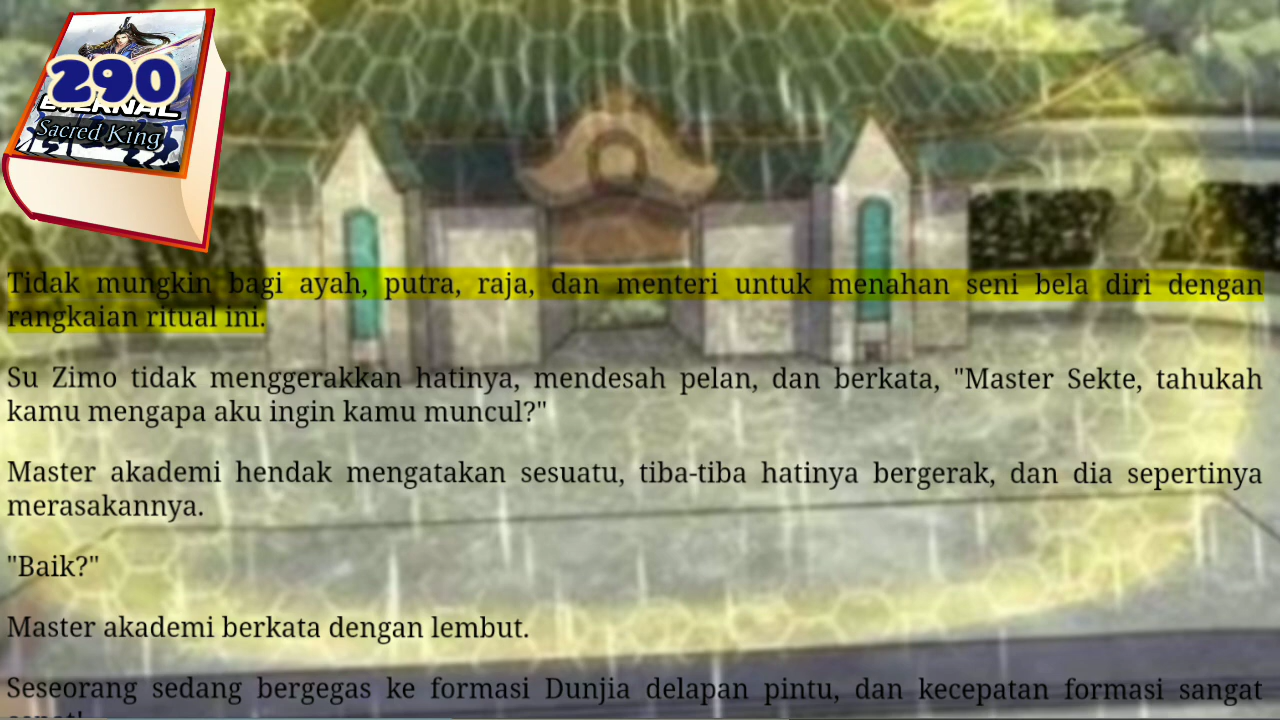 290
ETERNAL
Sacred King
Tidak mungkin bagi ayah, putra, raja, dan menteri untuk menahan seni bela diri dengan
rangkaian ritual ini.
Su Zimo tidak menggerakkan hatinya, mendesah pelan, dan berkata, "Master Sekte, tahukah
kamu mengapa aku ingin kamu muncul?"
Master akademi hendak mengatakan sesuatu, tiba-tiba hatinya bergerak, dan dia sepertinya
merasakannya.
"Baik?"
Master akademi berkata dengan lembut.
Seseorang sedang bergegas ke formasi Dunjia delapan pintu, dan kecepatan formasi sangat